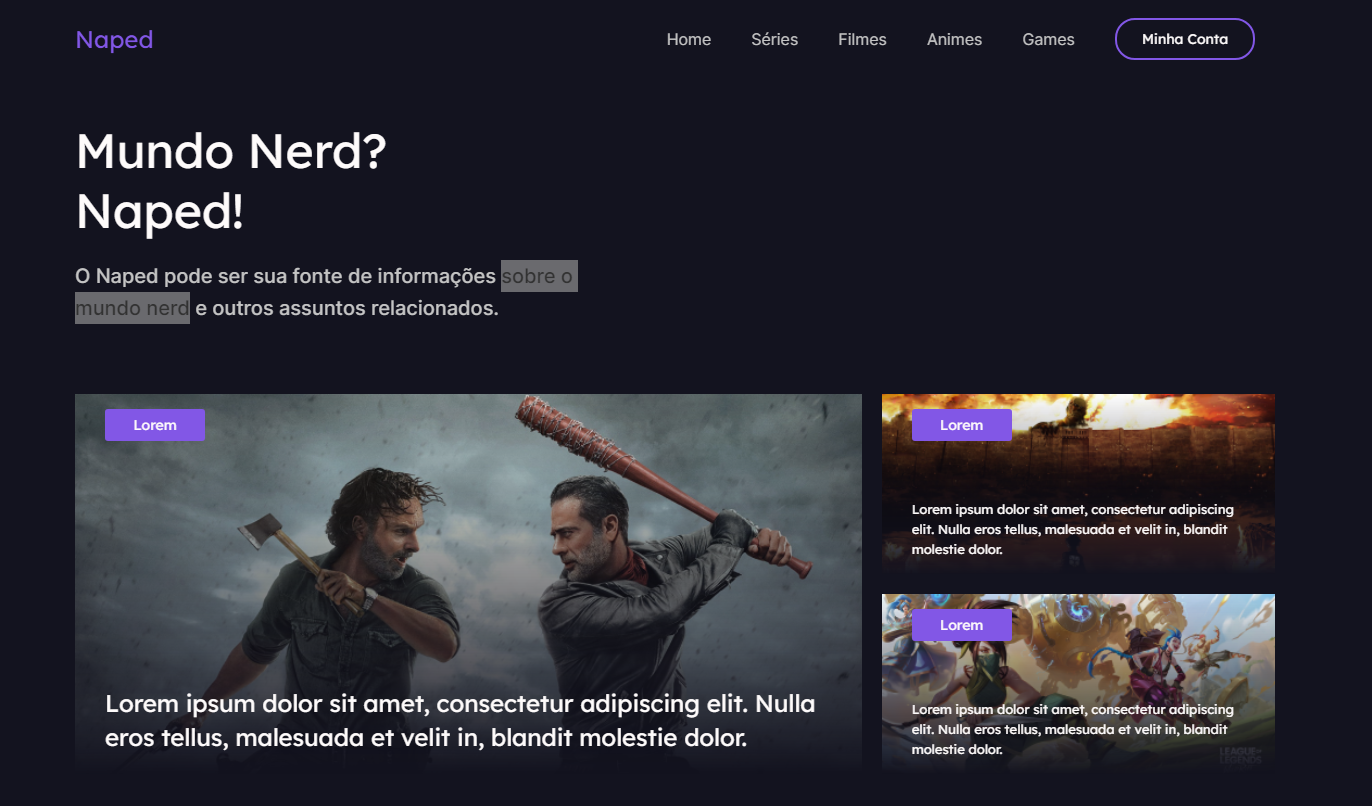 Naped
Home Séries Filmes Animes Games Minha Conta
Mundo Nerd?
Naped!
O Naped pode ser sua fonte de informações sobre o
mundo nerd e outros assuntos relacionados.
Lorem
Lorem ipsum dolor sit amet, consectetur adipiscing elit. Nulla
eros tellus, malesuada et velit in, blandit molestie dolor.
Lorem
Lorem ipsum dolor sit amet, consectetur adipiscing
elit. Nulla eros tellus, malesuada et velit in, blandit
molestie dolor.
Lorem
Lorem ipsum dolor sit amet, consectetur adipiscing
elit. Nulla eros tellus, malesuada et velit in, blandit
molestie dolor.
LEAGUE OF
LEGENDS